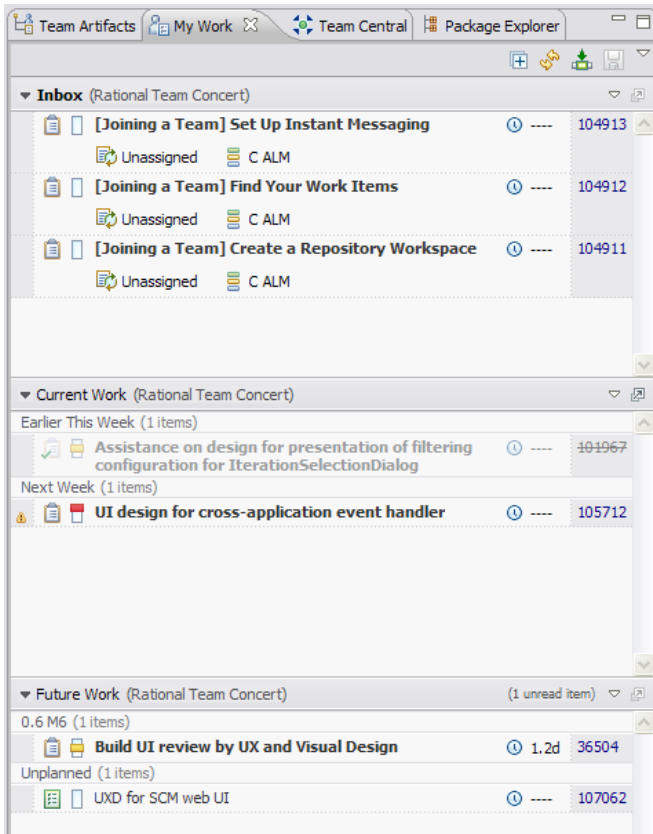 Team Artifacts My Work Team Central Package Explorer
Inbox (Rational Team Concert)
[Joining a Team] Set Up Instant Messaging ---- 104913
Unassigned C ALM
[Joining a Team] Find Your Work Items ---- 104912
Unassigned C ALM
[Joining a Team] Create a Repository Workspace ---- 104911
Unassigned C ALM
Current Work (Rational Team Concert)
Earlier This Week (1 items)
Assistance on design for presentation of filtering ---- 101967
configuration for IterationSelectionDialog
Next Week (1 items)
UI design for cross-application event handler ---- 105712
Future Work (Rational Team Concert) (1 unread item)
0.6 M6 (1 items)
Build UI review by UX and Visual Design 1.2d 36504
Unplanned (1 items)
UXD for SCM web UI ---- 107062